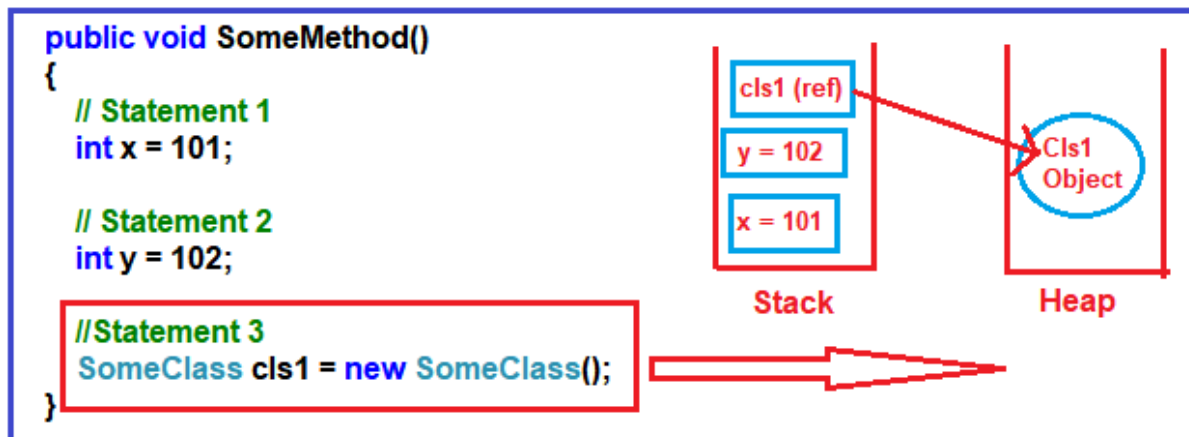 public void SomeMethod()
{
// Statement 1
int x = 101;
// Statement 2
int y = 102;
//Statement 3
SomeClass cls1 = new SomeClass();
}
cls1 (ref)
y = 102
x = 101
Stack
Cls1
Object
Heap